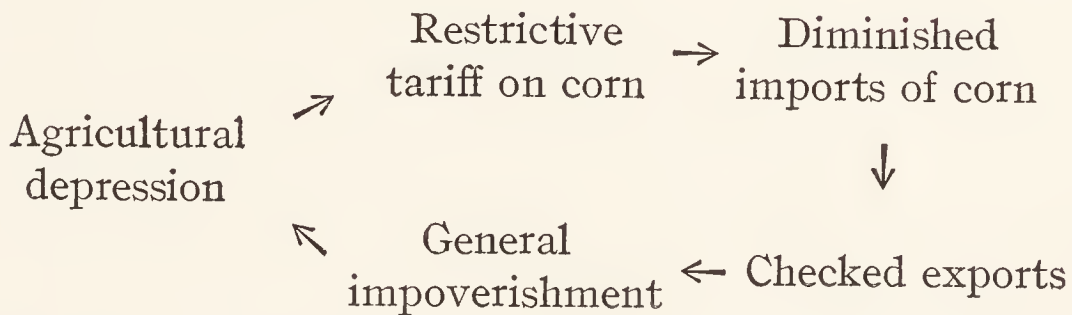 Restrictive
tariff on corn
Diminished
imports of corn
Agricultural
depression
General
impoverishment
Checked exports